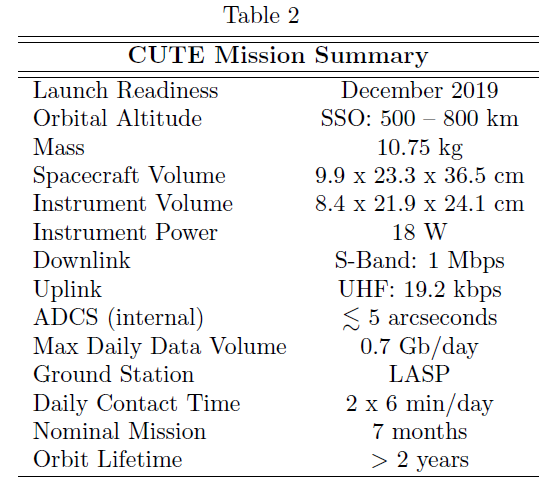 Table 2
CUTE Mission Summary
Launch Readiness December 2019
Orbital Altitude SSO: 500 – 800 km
Mass 10.75 kg
Spacecraft Volume 9.9 x 23.3 x 36.5 cm
Instrument Volume 8.4 x 21.9 x 24.1 cm
Instrument Power 18 W
Downlink S-Band: 1 Mbps
Uplink UHF: 19.2 kbps
ADCS (internal) ≲ 5 arcseconds
Max Daily Data Volume 0.7 Gb/day
Ground Station LASP
Daily Contact Time 2 x 6 min/day
Nominal Mission 7 months
Orbit Lifetime > 2 years